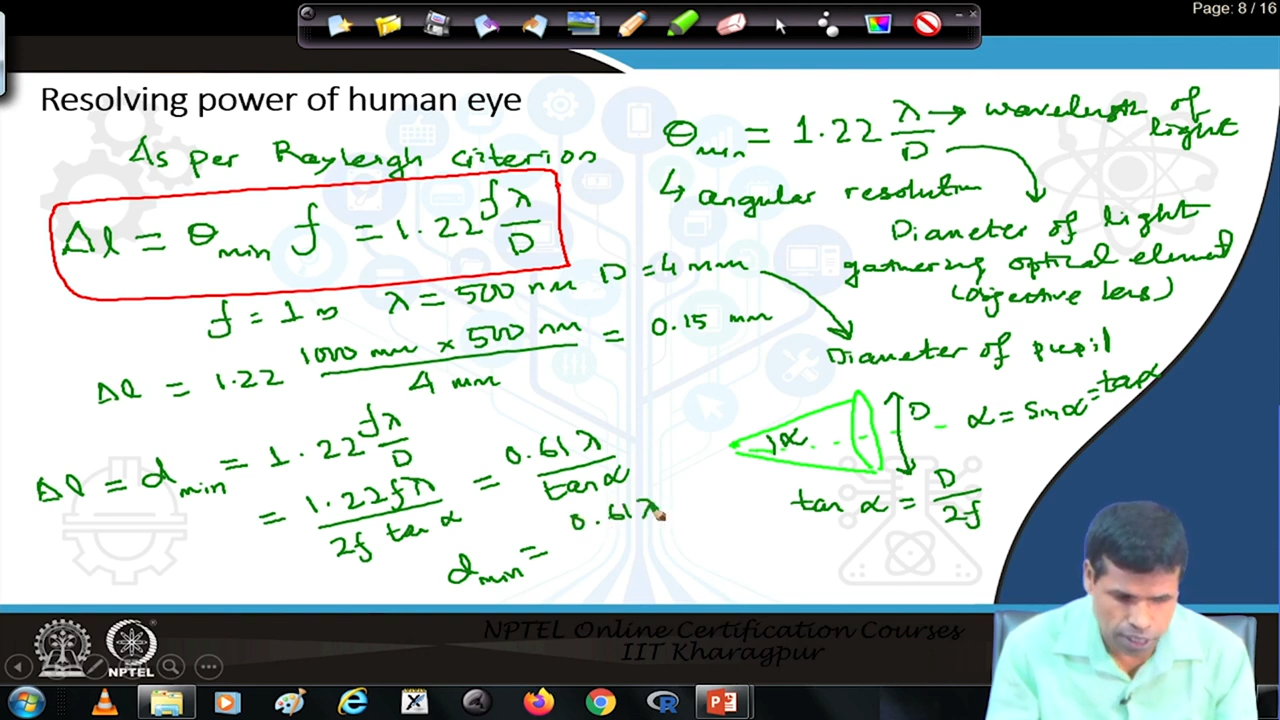 Page: 8 / 16
Resolving power of human eye
As per Rayleigh criterion
Δl = θmin f = 1.22 fλ/D
f = 1 m λ = 500 nm D = 4 mm
Δl = 1.22 1000 mm x 500 nm / 4 mm = 0.15 mm
Δl = dmin = 1.22 fλ/D
= 1.22fλ / 2f tan α = 0.61λ / tanα
dmin = 0.61λ
θmin = 1.22 λ/D → wavelength of
light
↳ angular resolution
Diameter of light
gathering optical element
(objective lens)
Diameter of pupil
α D α = Sinα = tanα
tan α = D/2f
NPTEL Online Certification Courses
IIT Kharagpur
NPTEL